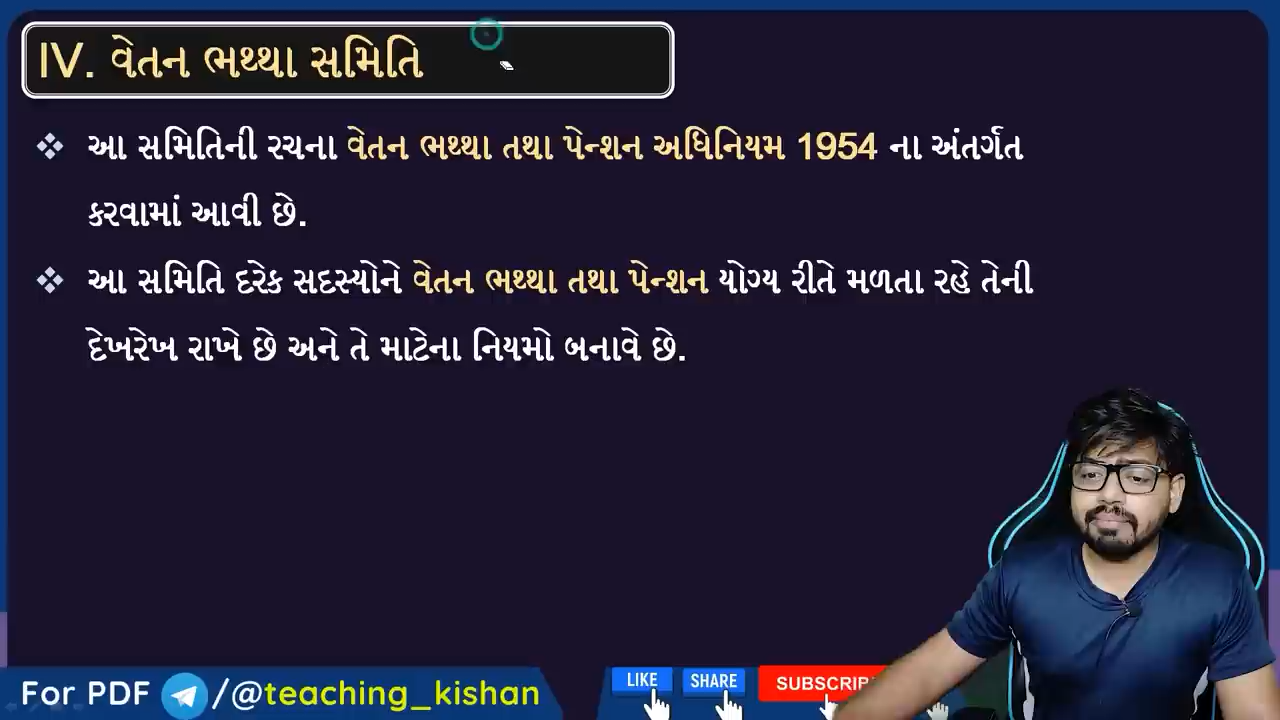 IV. વેતન ભથ્થા સમિતિ
❖ આ સમિતિની રચના વેતન ભથ્થા તથા પેન્શન અધિનિયમ 1954 ના અંતર્ગત
કરવામાં આવી છે.
❖ આ સમિતિ દરેક સદસ્યોને વેતન ભથ્થા તથા પેન્શન યોગ્ય રીતે મળતા રહે તેની
દેખરેખ રાખે છે અને તે માટેના નિયમો બનાવે છે.
For PDF /@teaching_kishan
LIKE SHARE